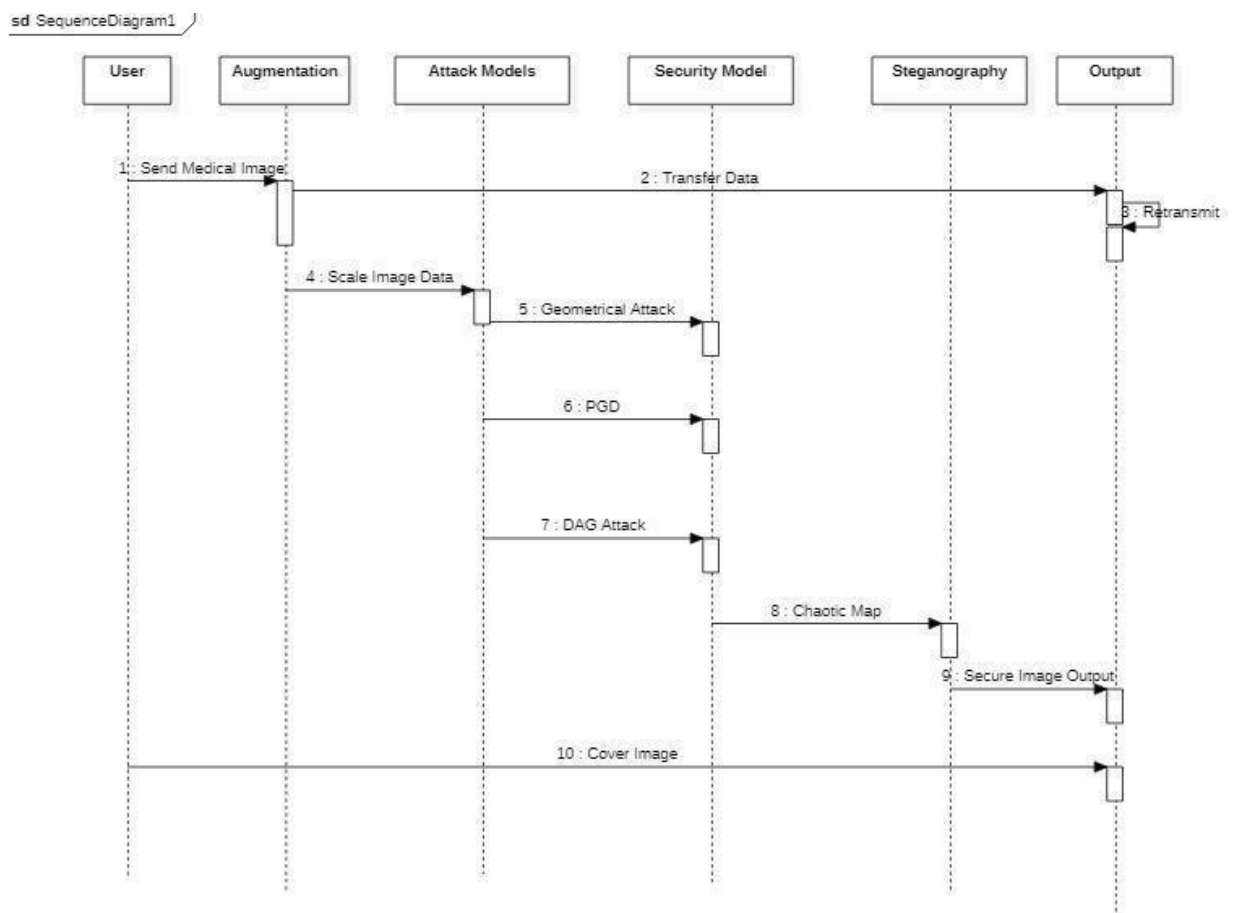 sd SequenceDiagram1
User
Augmentation
Attack Models
Security Model
Steganography
Output
1 : Send Medical Image
2 : Transfer Data
3 : Retransmit
4 : Scale Image Data
5 : Geometrical Attack
6 : PGD
7 : DAG Attack
8 : Chaotic Map
9 : Secure Image Output
10 : Cover Image